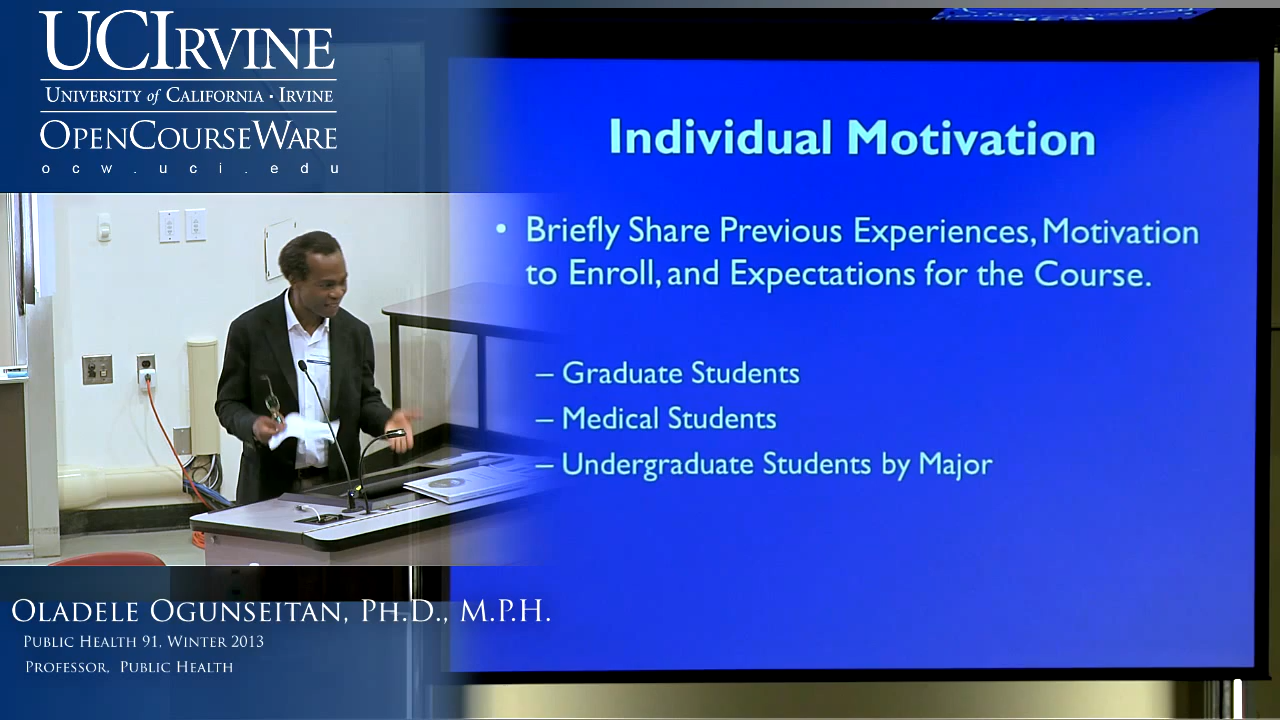 UCIRVINE
UNIVERSITY of CALIFORNIA · IRVINE
OPENCOURSEWARE
ocw.uci.edu
Individual Motivation
• Briefly Share Previous Experiences, Motivation
to Enroll, and Expectations for the Course.
– Graduate Students
– Medical Students
– Undergraduate Students by Major
OLADELE OGUNSEITAN, PH.D., M.P.H.
PUBLIC HEALTH 91, WINTER 2013
PROFESSOR, PUBLIC HEALTH